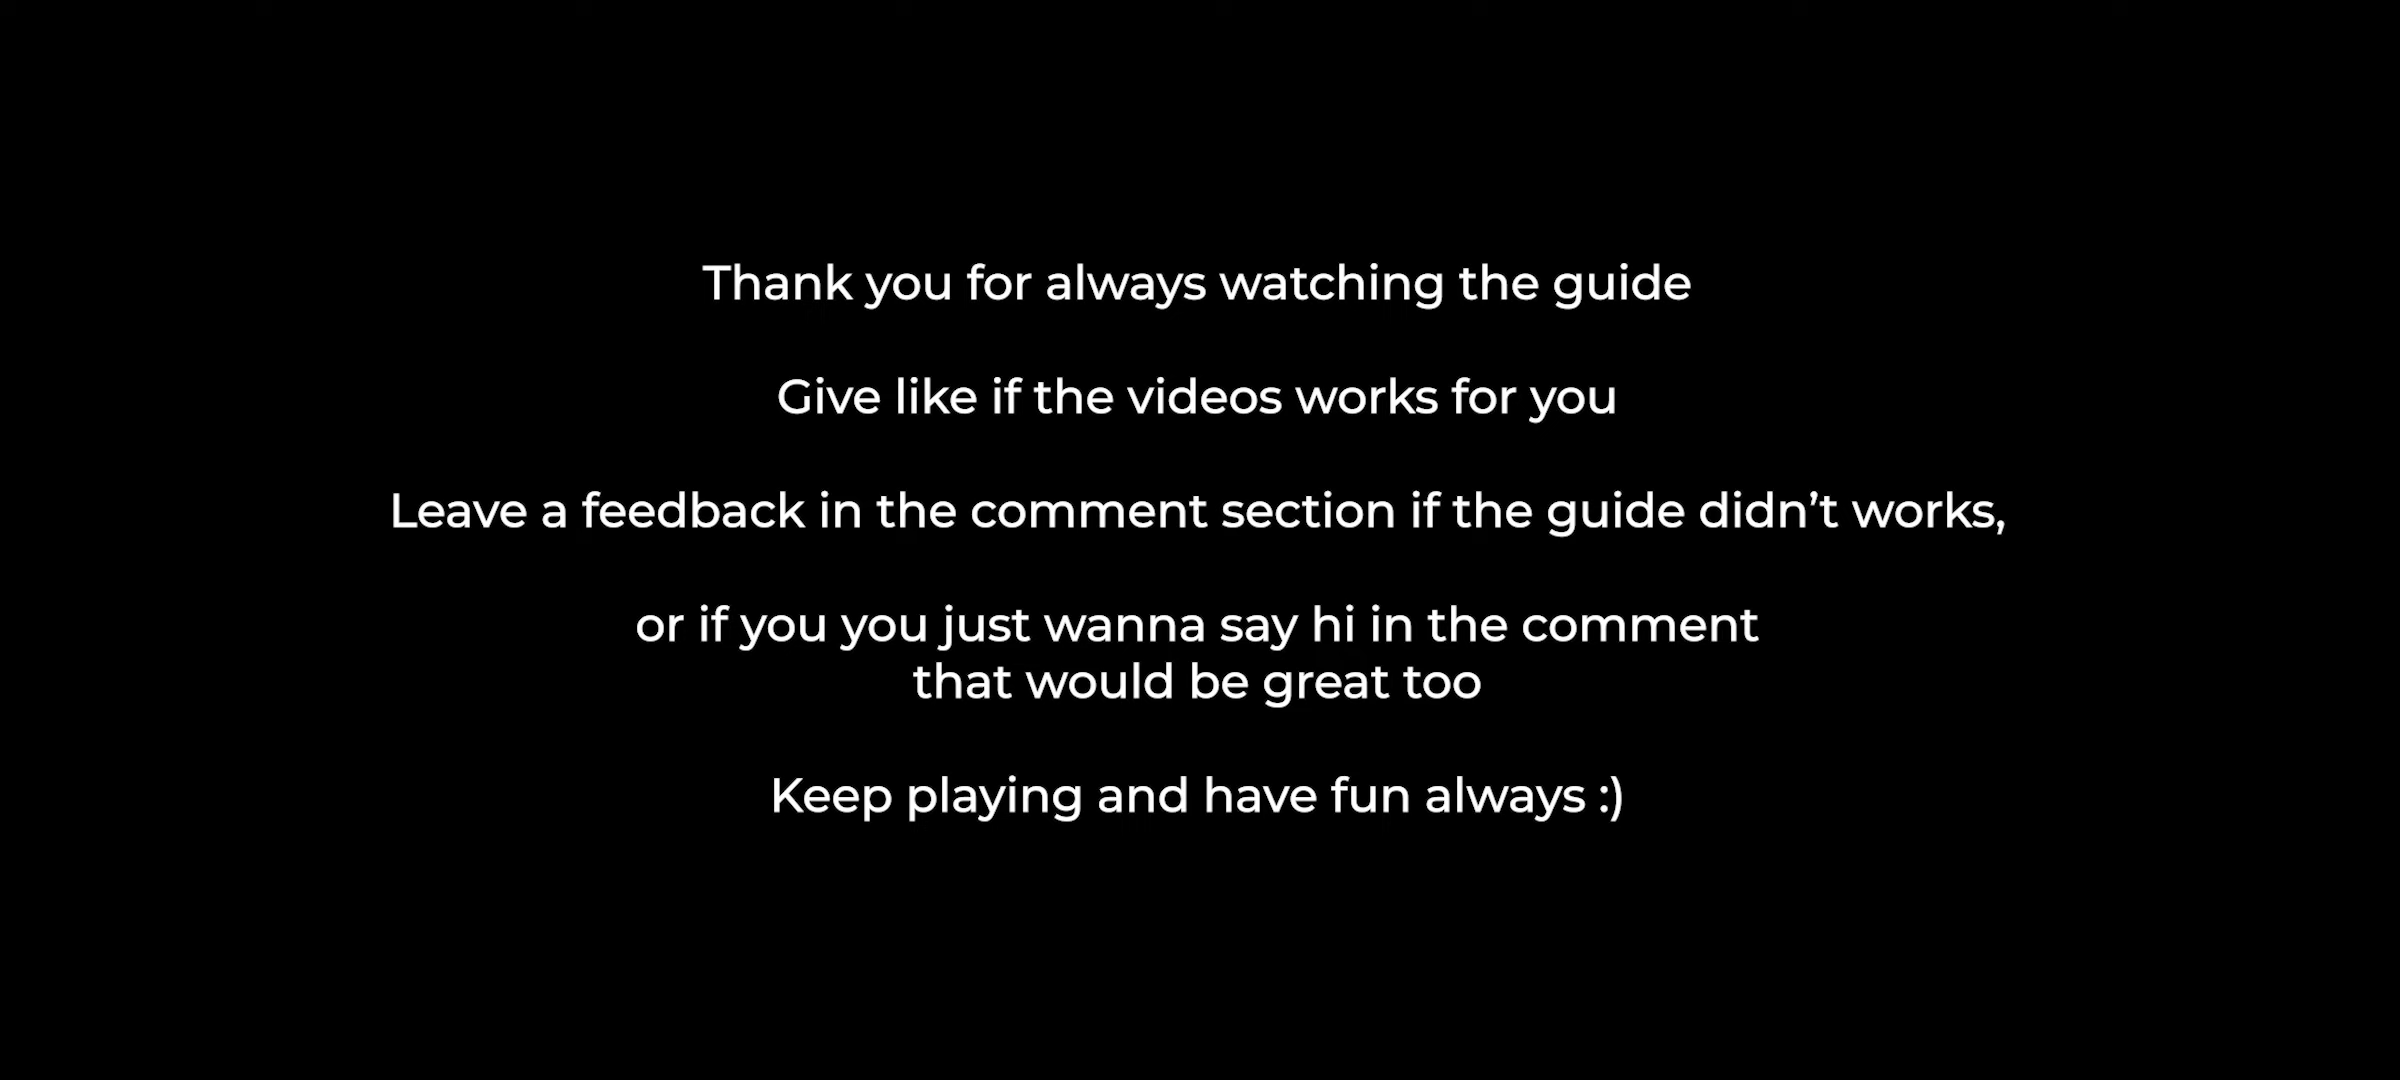 Thank you for always watching the guide
Give like if the videos works for you
Leave a feedback in the comment section if the guide didn’t works,
or if you you just wanna say hi in the comment
that would be great too
Keep playing and have fun always :)